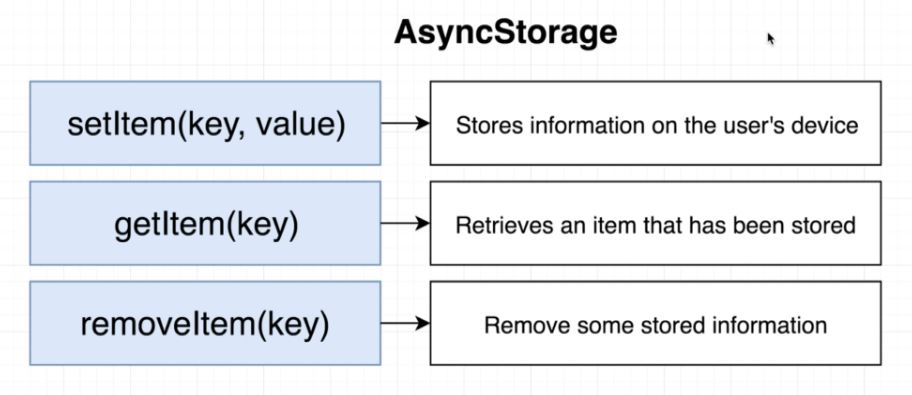 AsyncStorage
setItem(key, value)
Stores information on the user's device
getItem(key)
Retrieves an item that has been stored
removeItem(key)
Remove some stored information